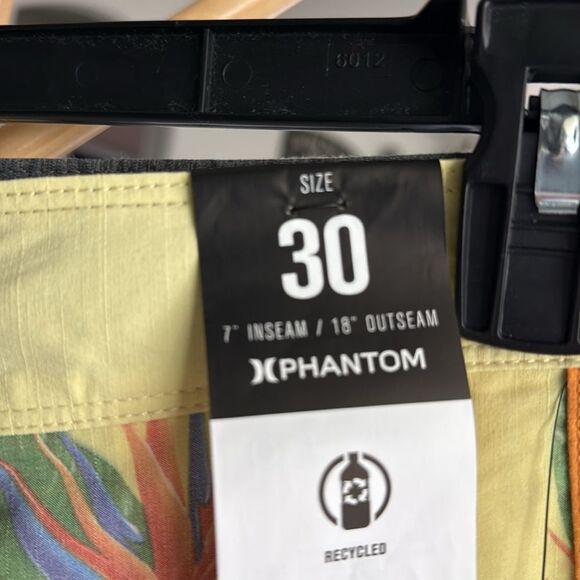 6012
SIZE
30
7" INSEAM / 18" OUTSEAM
PHANTOM
RECYCLED